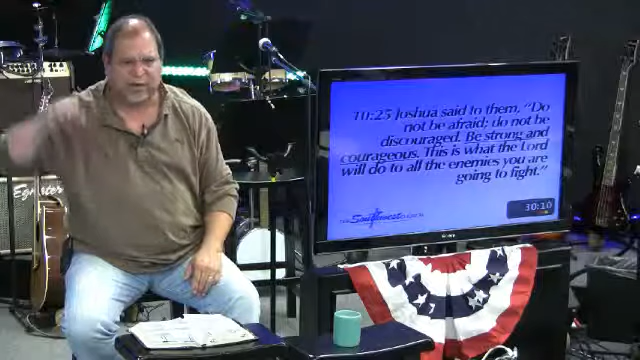 10:25 Joshua said to them, "Do
not be afraid; do not be
discouraged. Be strong and
courageous. This is what the Lord
will do to all the enemies you are
going to fight."
30:10
SONY